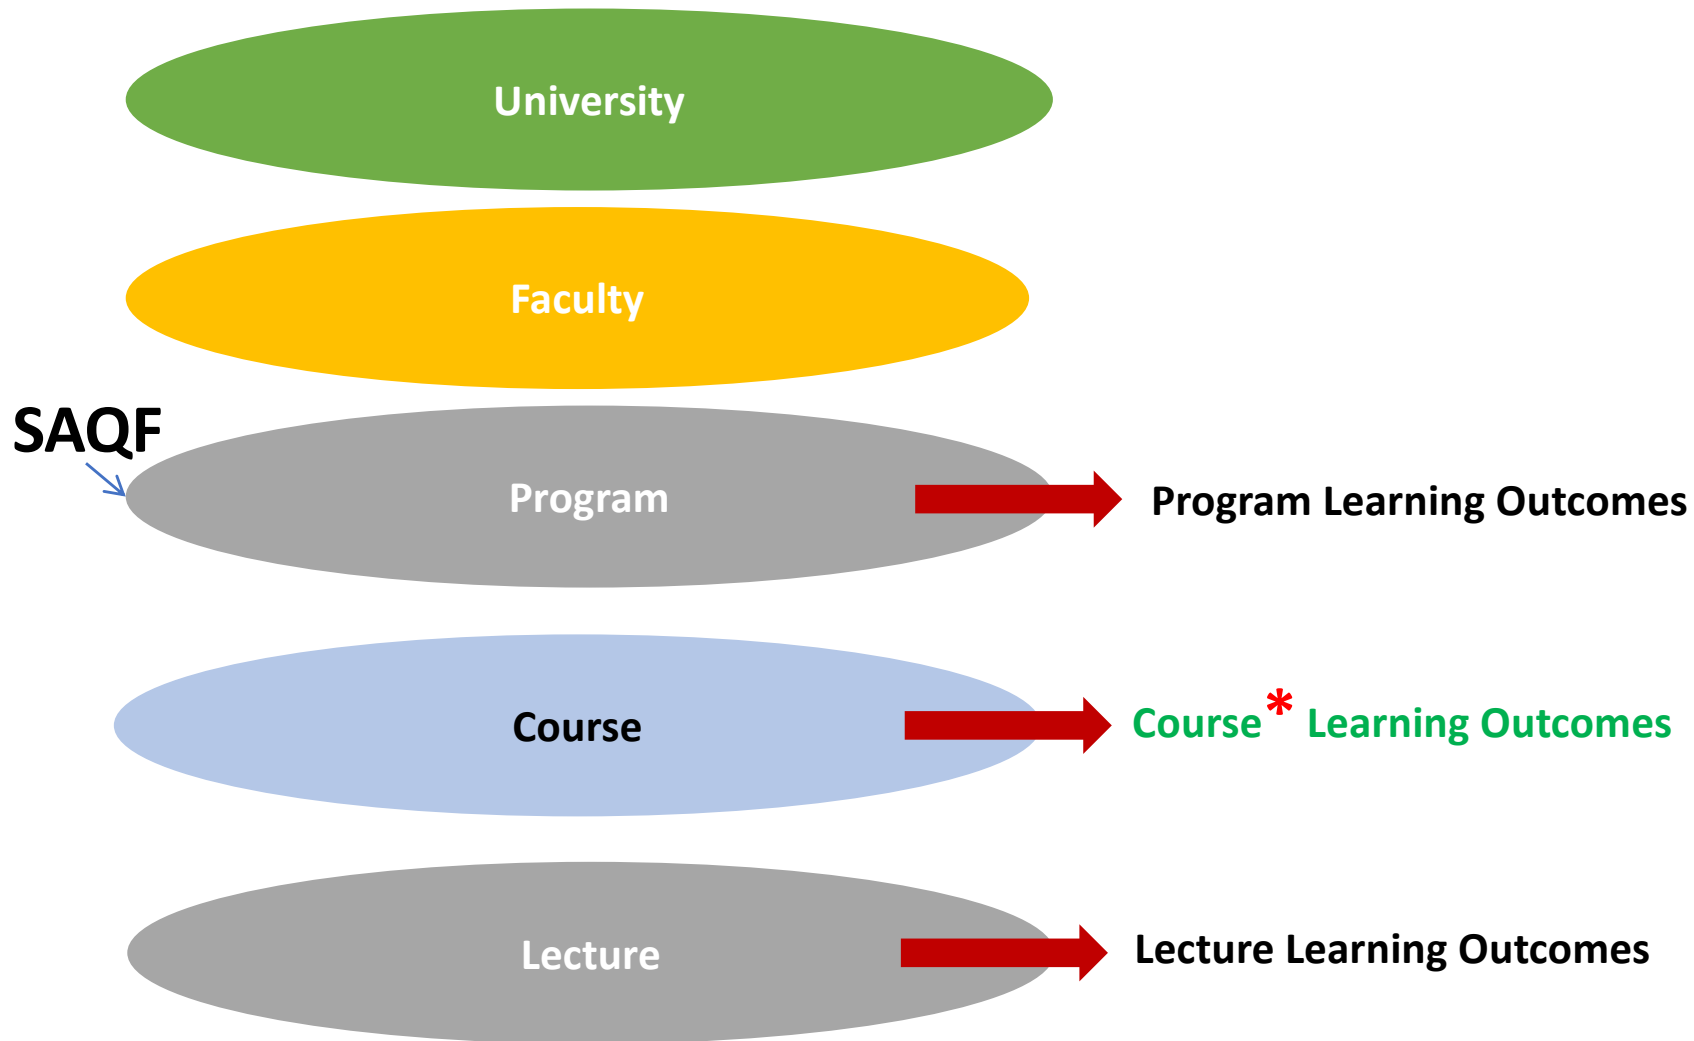 University
Faculty
SAQF
Program
Program Learning Outcomes
Course
Course* Learning Outcomes
Lecture
Lecture Learning Outcomes